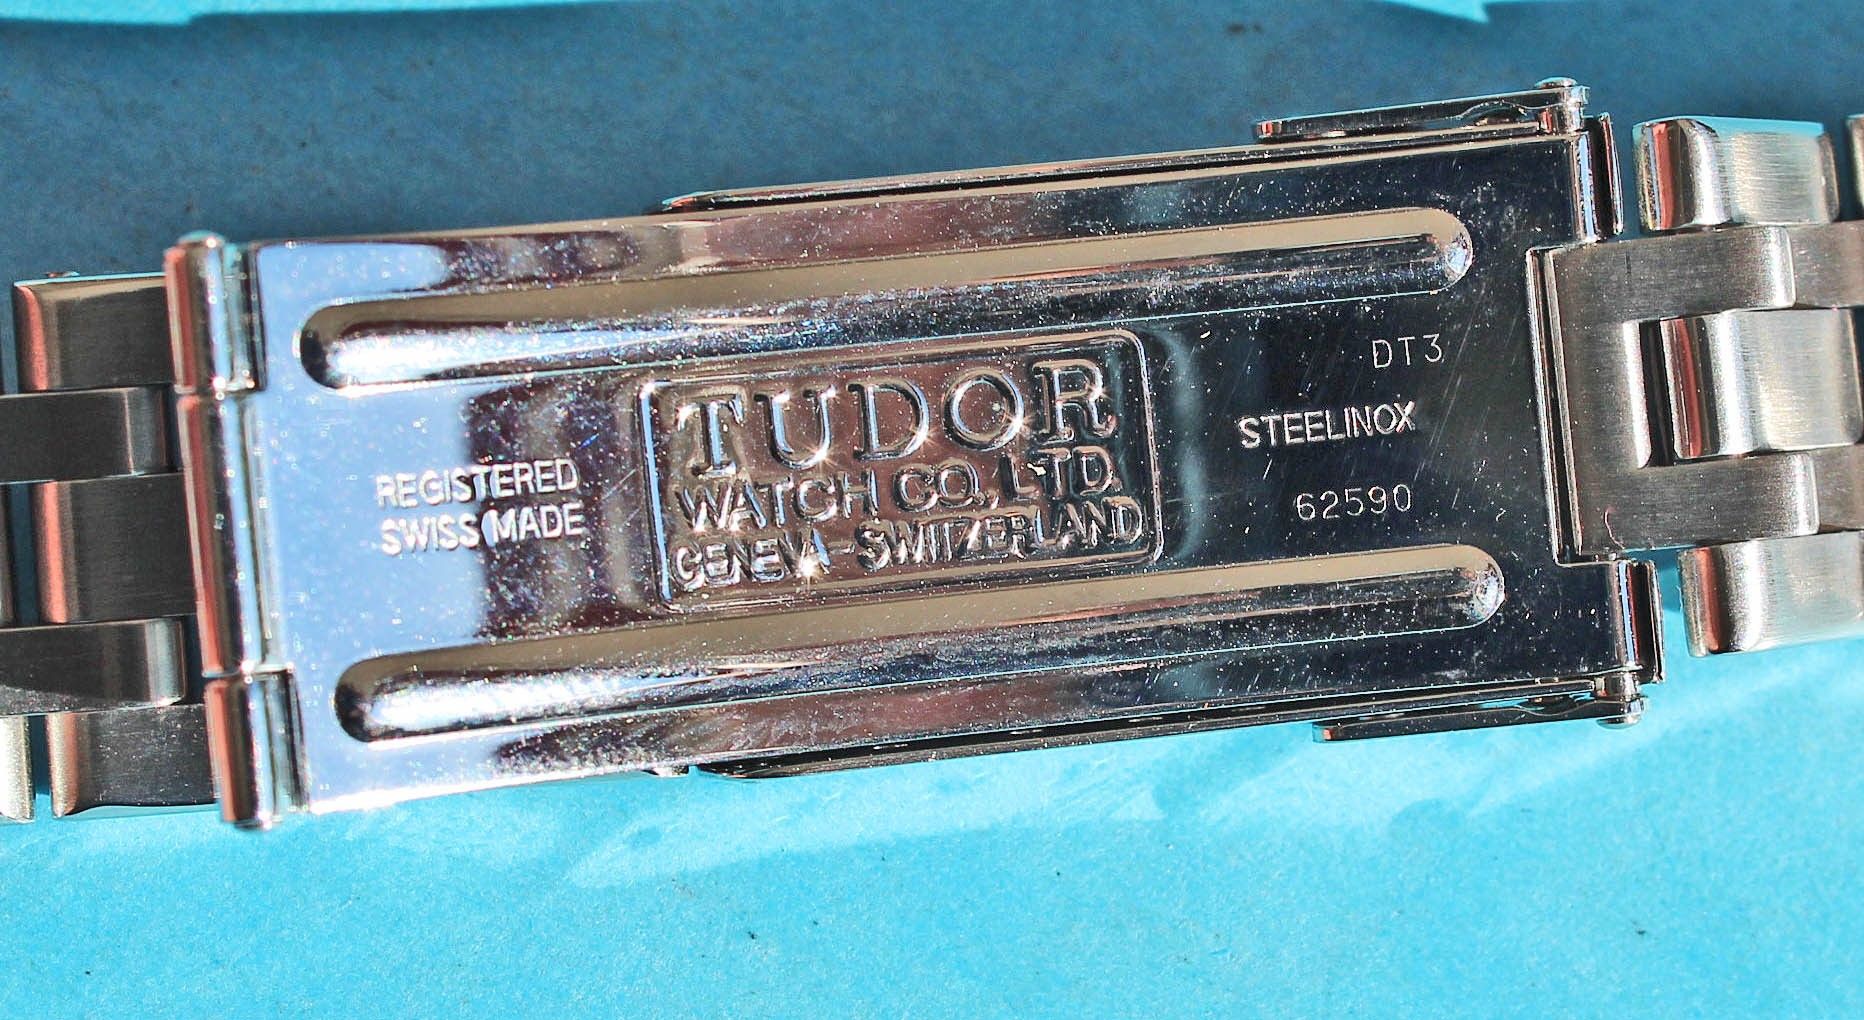 REGISTERED
SWISS MADE
TUDOR
WATCH CO. LTD.
GENEVA-SWITZERLAND
DT3
STEELINOX
62590